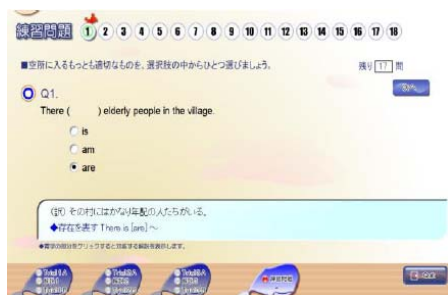 練習問題 1 2 3 4 5 6 7 8 9 10 11 12 13 14 15 16 17 18
■空所に入るもっとも適切なものを、選択肢の中からひとつ選びましょう。
残り 17 問
Q1.
There ( ) elderly people in the village.
is
am
are
(訳) その村にはかなり年配の人たちがいる。
◆存在を表す There is [are] ～
練習問題